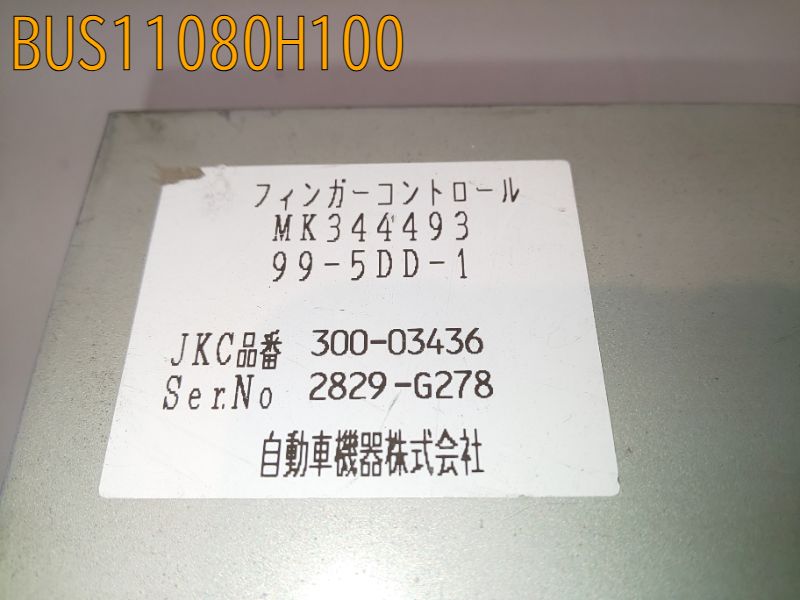 BUS11080H100
フィンガーコントロール
MK344493
99-5DD-1
JKC品番 300-03436
Ser.No 2829-G278
自動車機器株式会社